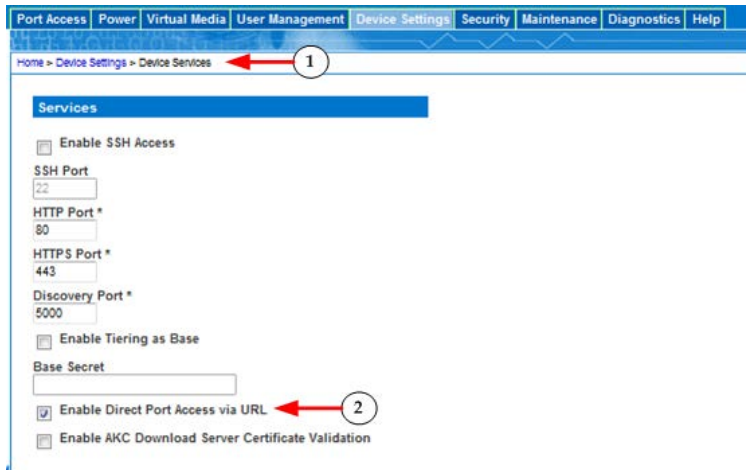 Port Access Power Virtual Media User Management Device Settings Security Maintenance Diagnostics Help
Home > Device Settings > Device Services
1
Services
Enable SSH Access
SSH Port
22
HTTP Port *
80
HTTPS Port *
443
Discovery Port *
5000
Enable Tiering as Base
Base Secret
Enable Direct Port Access via URL
2
Enable AKC Download Server Certificate Validation